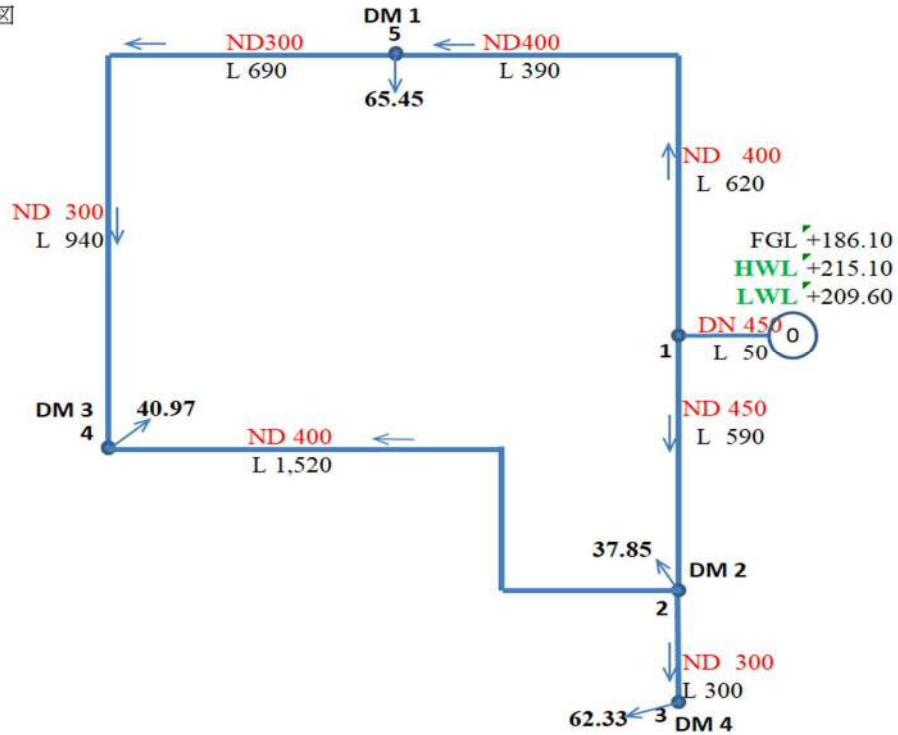 図
DM 1
5
ND300
ND400
L 690
L 390
65.45
ND 400
L 620
ND 300
L 940
FGL +186.10
HWL +215.10
LWL +209.60
DN 450
0
1
L 50
DM 3
40.97
4
ND 450
L 590
ND 400
L 1,520
37.85
DM 2
2
ND 300
L 300
62.33
3
DM 4